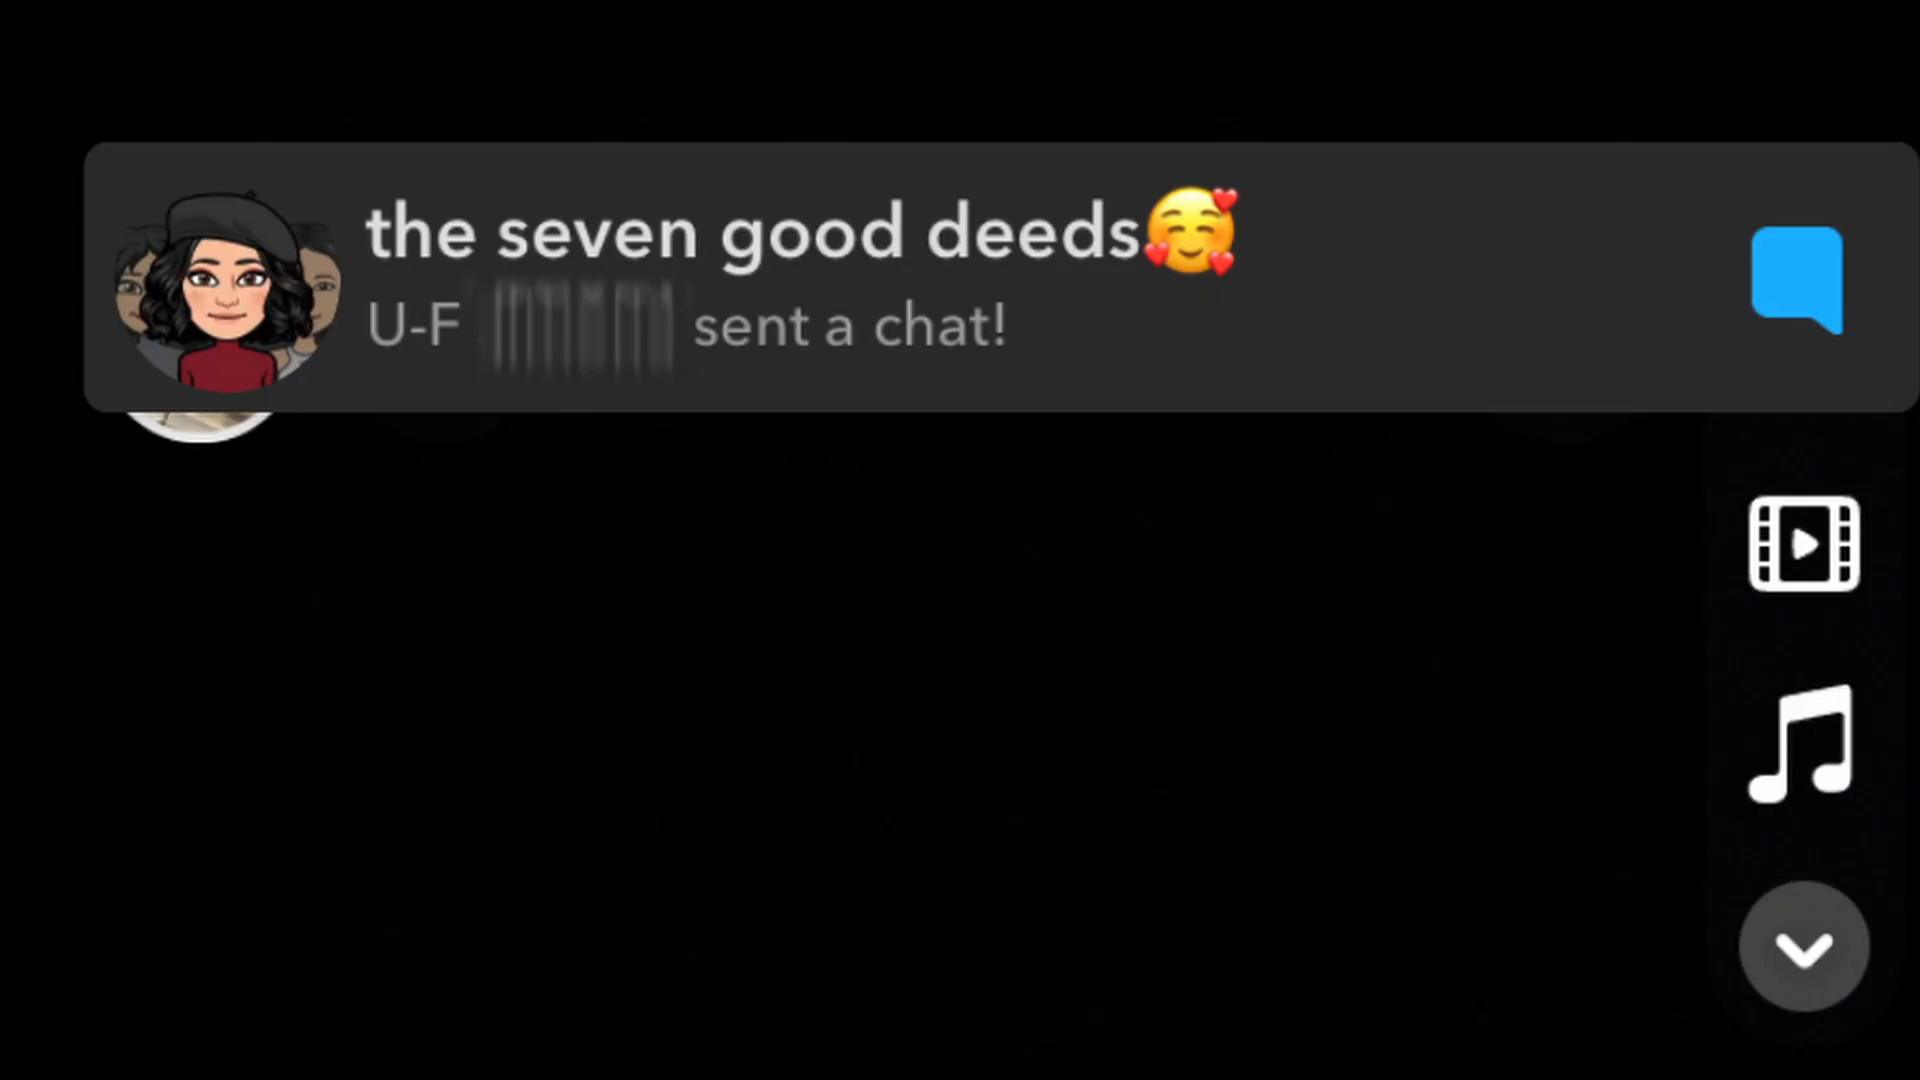 the seven good deeds🥰
U-F sent a chat!